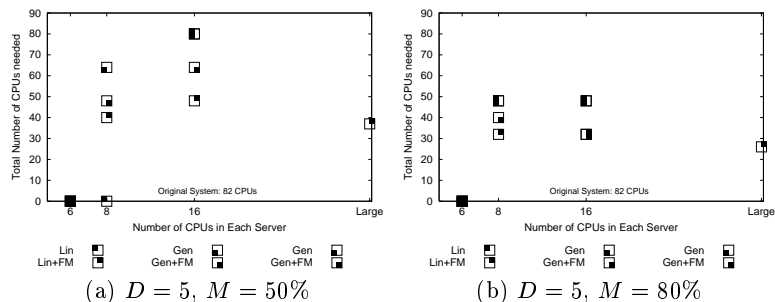 90
80
70
60
50
40
30
20
10
0
Total Number of CPUs needed
Original System: 82 CPUs
6 8 16 Large
Number of CPUs in Each Server
Lin Gen Gen
Lin+FM Gen+FM Gen+FM
(a) D = 5, M = 50%
90
80
70
60
50
40
30
20
10
0
Total Number of CPUs needed
Original System: 82 CPUs
6 8 16 Large
Number of CPUs in Each Server
Lin Gen Gen
Lin+FM Gen+FM Gen+FM
(b) D = 5, M = 80%